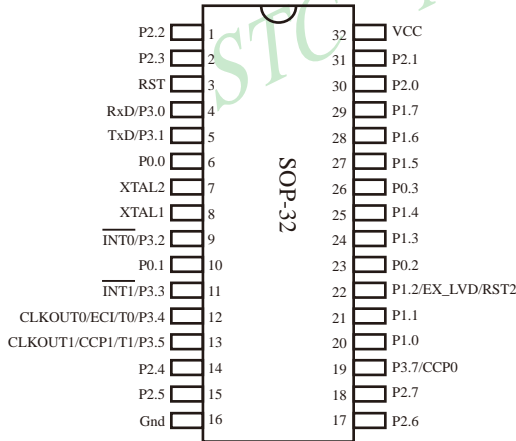 P2.2 1 32 VCC
P2.3 2 31 P2.1
RST 3 30 P2.0
RxD/P3.0 4 29 P1.7
TxD/P3.1 5 28 P1.6
P0.0 6 27 P1.5
XTAL2 7 26 P0.3
XTAL1 8 25 P1.4
INT0/P3.2 9 24 P1.3
P0.1 10 23 P0.2
INT1/P3.3 11 22 P1.2/EX_LVD/RST2
CLKOUT0/ECI/T0/P3.4 12 21 P1.1
CLKOUT1/CCP1/T1/P3.5 13 20 P1.0
P2.4 14 19 P3.7/CCP0
P2.5 15 18 P2.7
Gnd 16 17 P2.6
SOP-32
STC